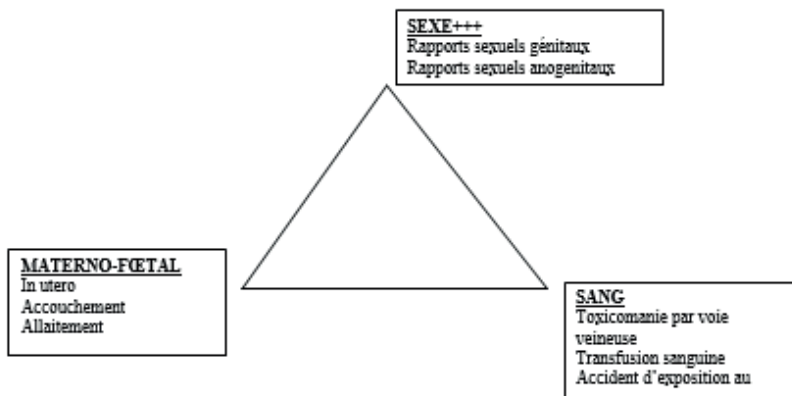 SEXE+++
Rapports sexuels génitaux
Rapports sexuels anogenitaux
MATERNO-FŒTAL
In utero
Accouchement
Allaitement
SANG
Toxicomanie par voie
veineuse
Transfusion sanguine
Accident d'exposition au